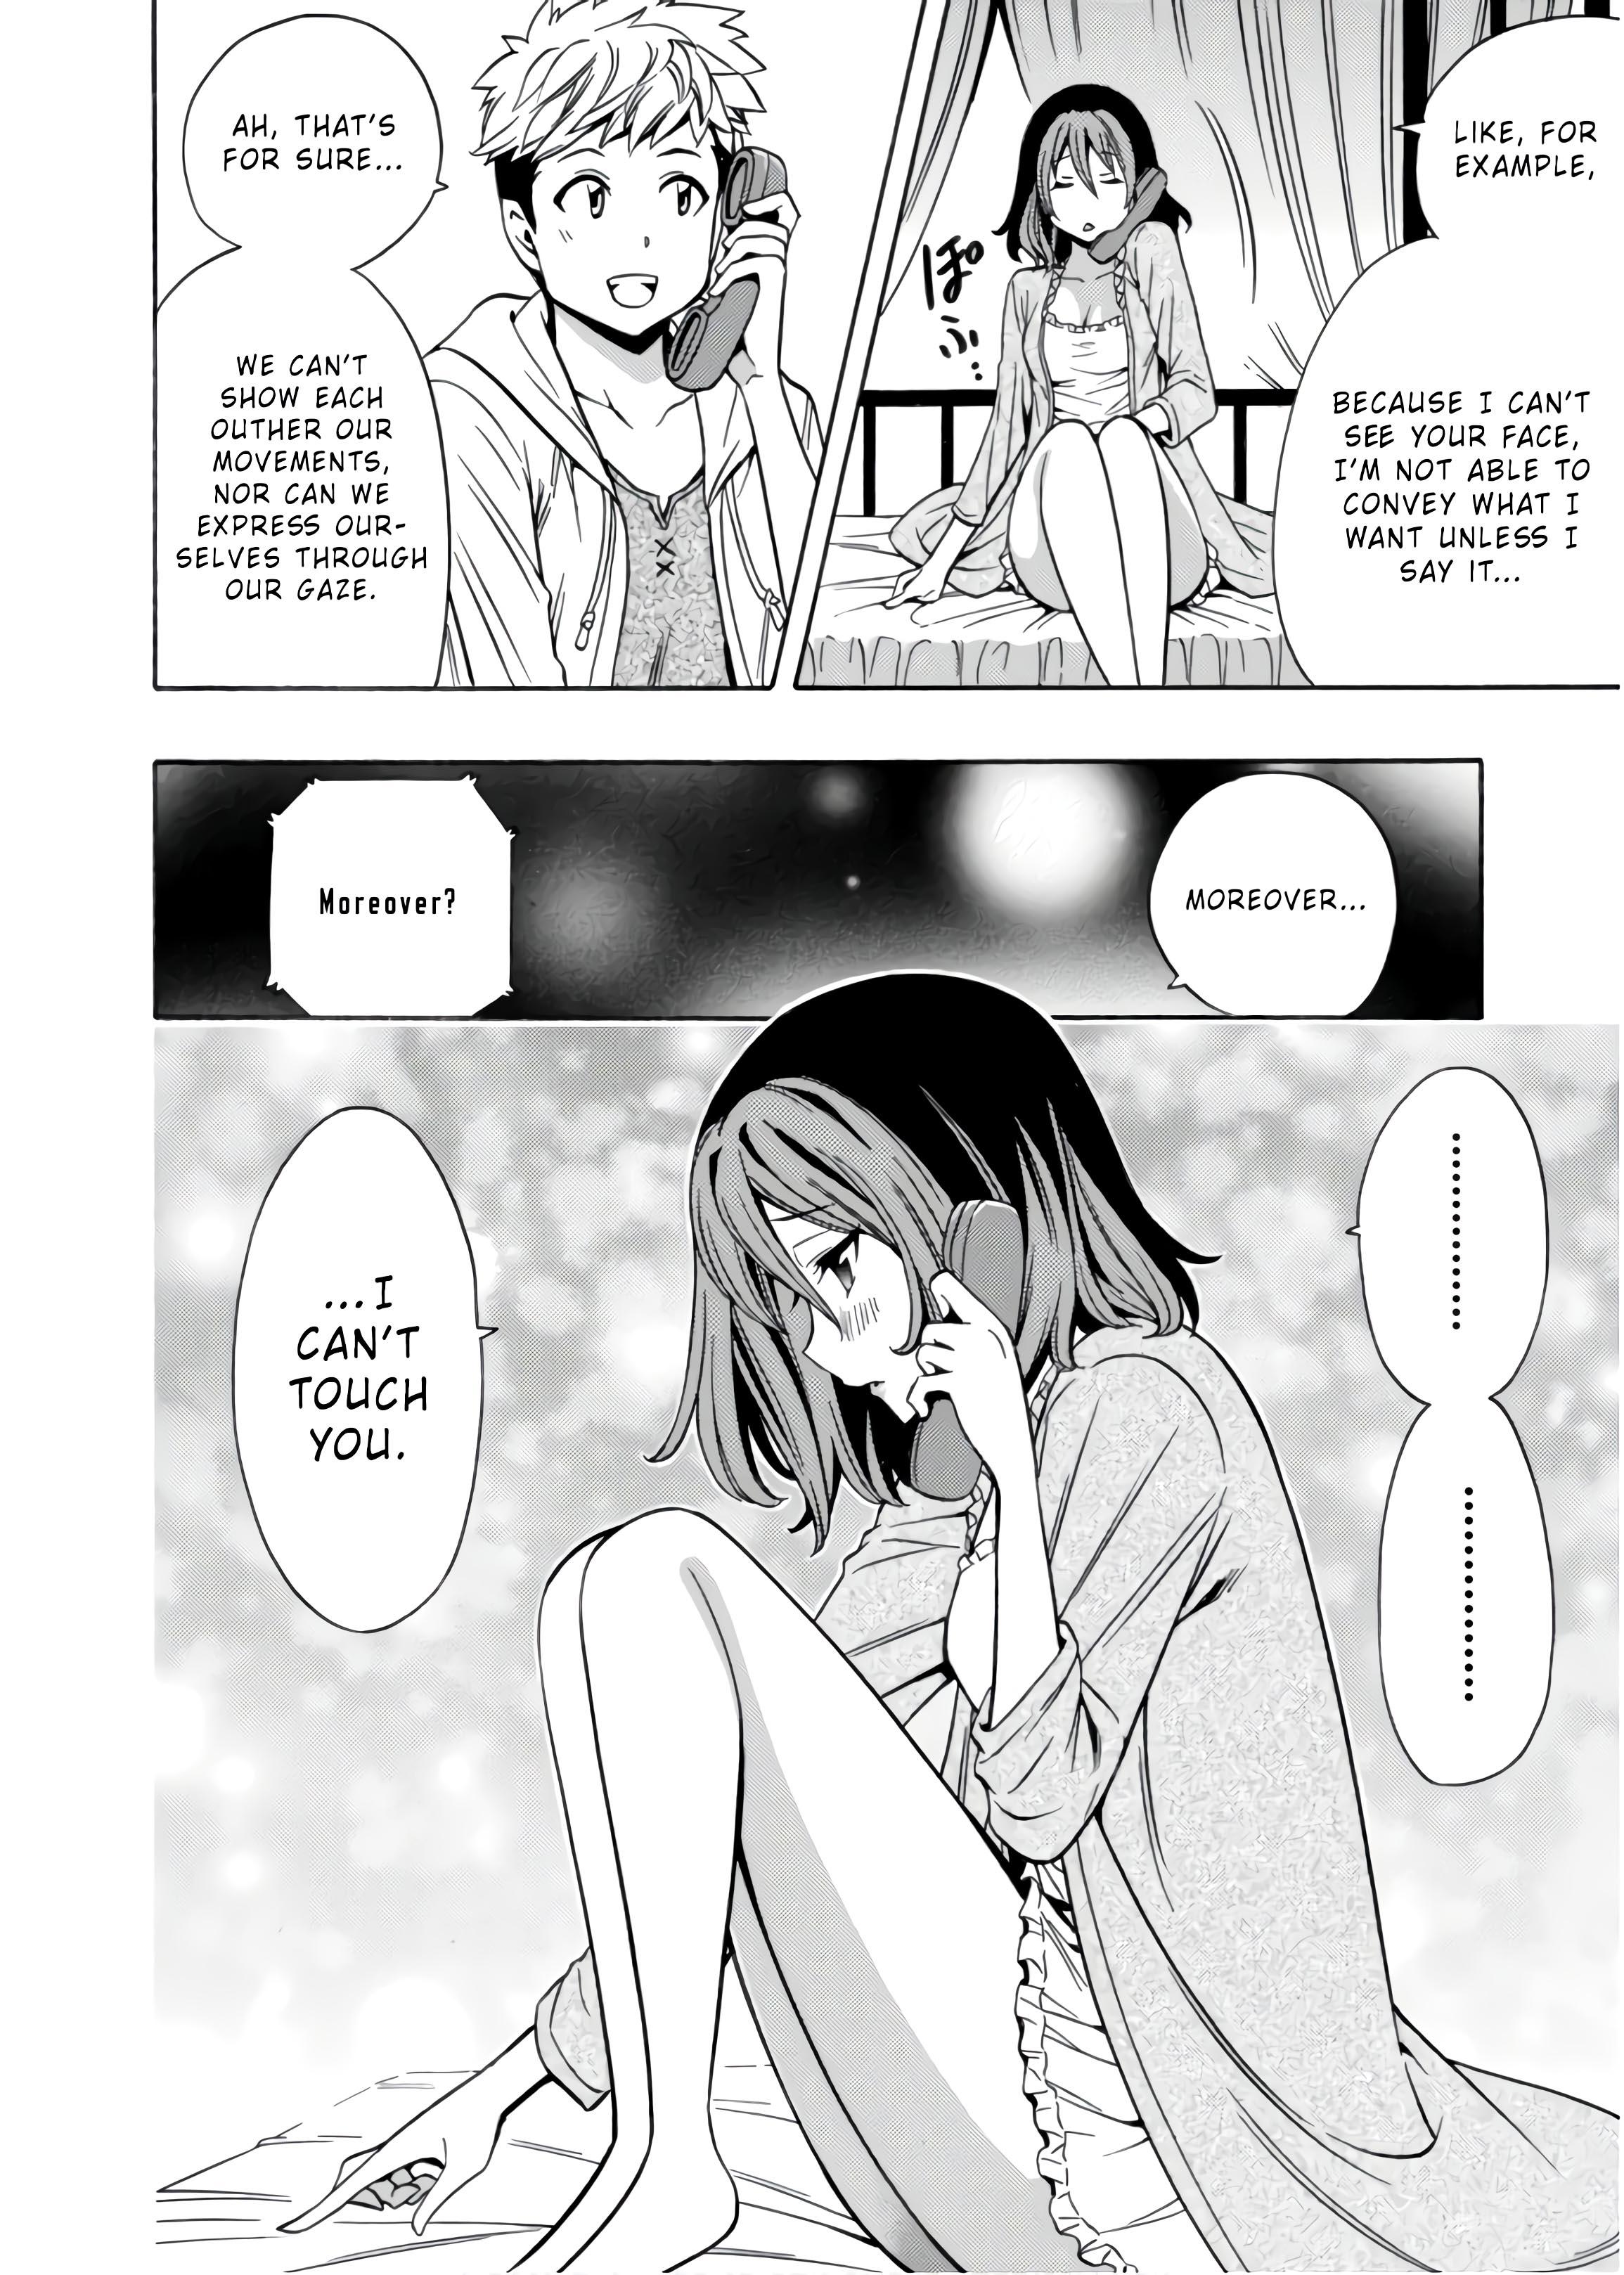 LIKE, FOR
EXAMPLE,
BECAUSE I CAN'T
SEE YOUR FACE,
I'M NOT ABLE TO
CONVEY WHAT I
WANT UNLESS I
SAY IT...
ぽ
ふ…
AH, THAT'S
FOR SURE...
WE CAN'T
SHOW EACH
OUTHER OUR
MOVEMENTS,
NOR CAN WE
EXPRESS OUR-
SELVES THROUGH
OUR GAZE.
MOREOVER...
Moreover?
...............
.................
...I
CAN'T
TOUCH
YOU.